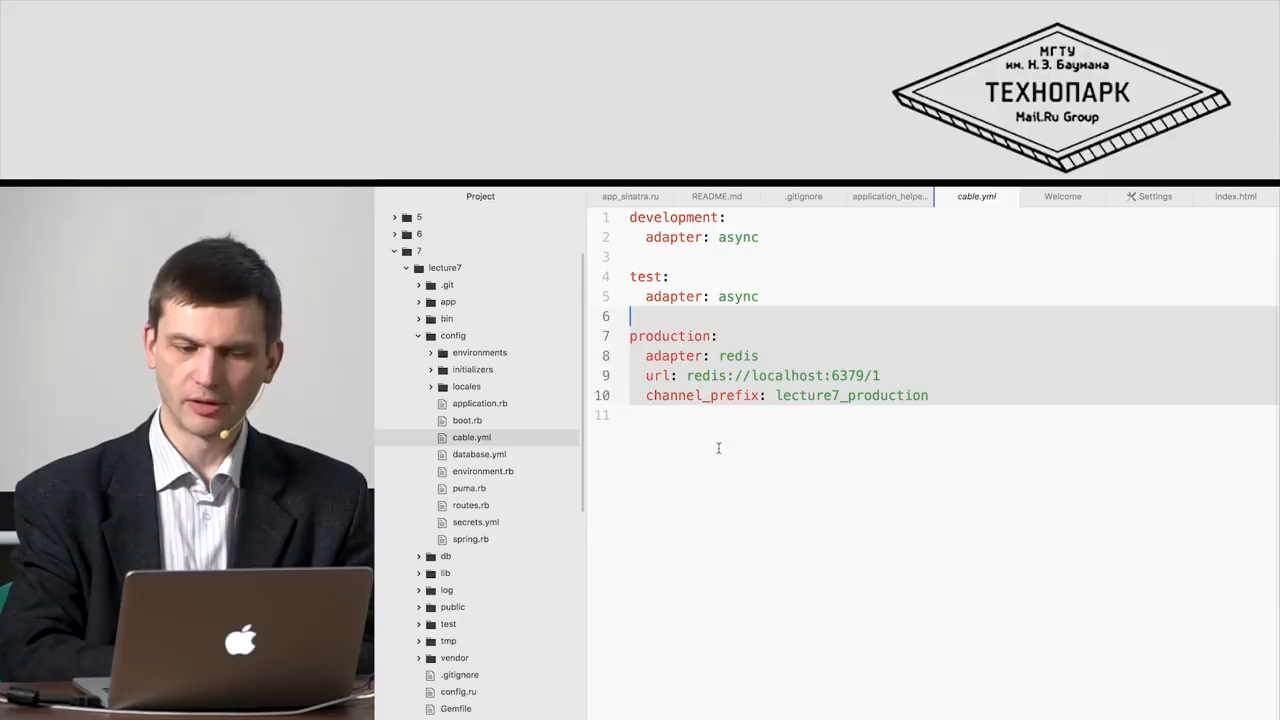 МГТУ
им. Н.Э. Баумана
ТЕХНОПАРК
Mail.Ru Group
Project
app_sinatra.ru
README.md
.gitignore
application_helpe...
cable.yml
Welcome
Settings
index.html
5
6
7
lecture7
.git
app
bin
config
environments
initializers
locales
application.rb
boot.rb
cable.yml
database.yml
environment.rb
puma.rb
routes.rb
secrets.yml
spring.rb
db
lib
log
public
test
tmp
vendor
.gitignore
config.ru
Gemfile
1 development:
2 adapter: async
3
4 test:
5 adapter: async
6
7 production:
8 adapter: redis
9 url: redis://localhost:6379/1
10 channel_prefix: lecture7_production
11